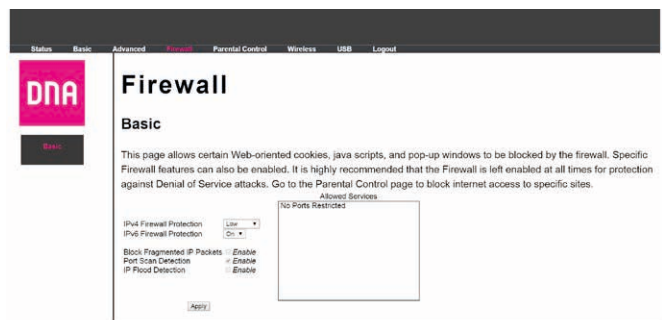 Status Basic Advanced Firewall Parental Control Wireless USB Logout
DNA
Basic
Firewall
Basic
This page allows certain Web-oriented cookies, java scripts, and pop-up windows to be blocked by the firewall. Specific
Firewall features can also be enabled. It is highly recommended that the Firewall is left enabled at all times for protection
against Denial of Service attacks. Go to the Parental Control page to block internet access to specific sites.
Allowed Services
No Ports Restricted
IPv4 Firewall Protection Low
IPv6 Firewall Protection On
Block Fragmented IP Packets Enable
Port Scan Detection Enable
IP Flood Detection Enable
Apply